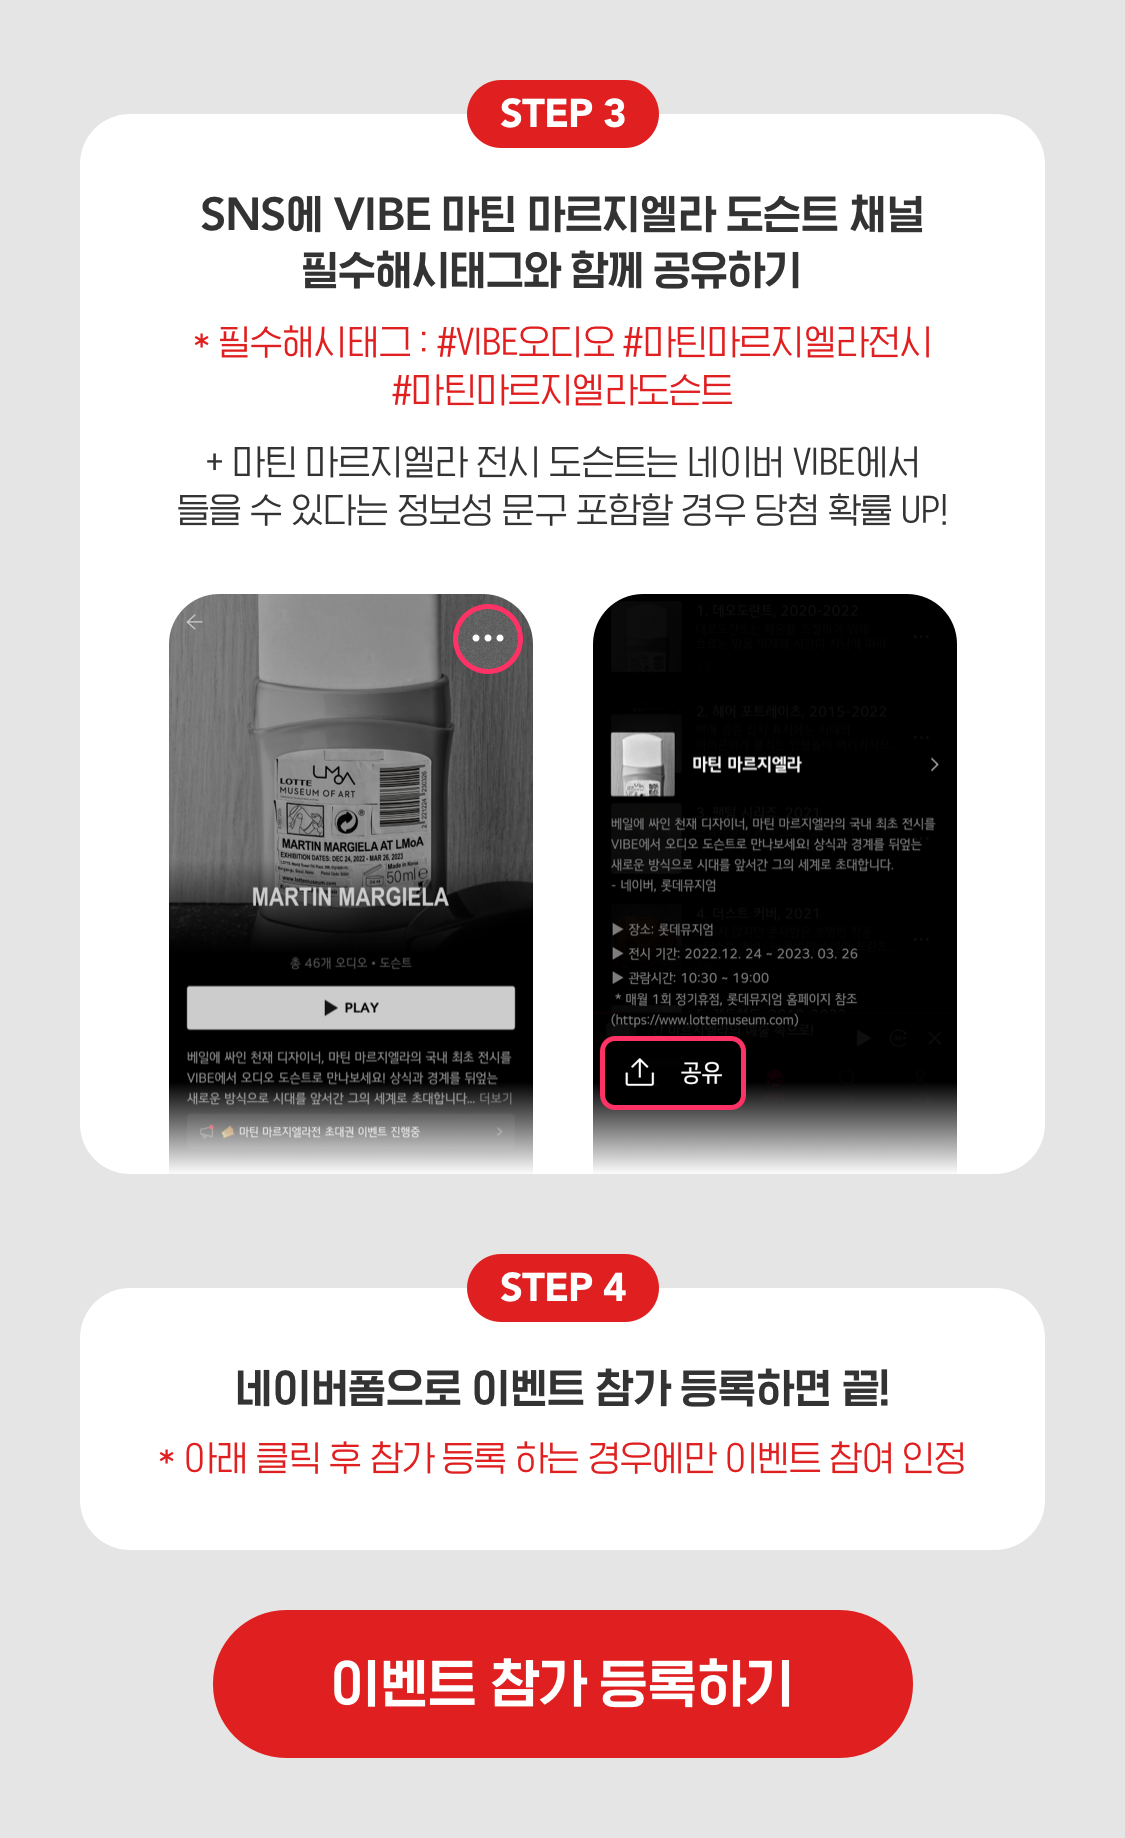 STEP 3
SNS에 VIBE 마틴 마르지엘라 도슨트 채널
필수해시태그와 함께 공유하기
* 필수해시태그 : #VIBE오디오 #마틴마르지엘라전시
#마틴마르지엘라도슨트
+ 마틴 마르지엘라 전시 도슨트는 네이버 VIBE에서
들을 수 있다는 정보성 문구 포함할 경우 당첨 확률 UP!
LMoA
LOTTE
MUSEUM OF ART
MARTIN MARGIELA AT LMoA
EXHIBITION DATES: DEC 24, 2022 - MAR 26, 2023
Made in Korea
50ml e
www.lottemuseum.com
MARTIN MARGIELA
총 46개 오디오 • 도슨트
▶ PLAY
베일에 싸인 천재 디자이너, 마틴 마르지엘라의 국내 최초 전시를
VIBE에서 오디오 도슨트로 만나보세요! 상식과 경계를 뒤엎는
새로운 방식으로 시대를 앞서간 그의 세계로 초대합니다... 더보기
마틴 마르지엘라전 초대권 이벤트 진행중
1. 데오도란트, 2020-2022
2. 헤어 포트레이츠, 2015-2022
마틴 마르지엘라
베일에 싸인 천재 디자이너, 마틴 마르지엘라의 국내 최초 전시를
VIBE에서 오디오 도슨트로 만나보세요! 상식과 경계를 뒤엎는
새로운 방식으로 시대를 앞서간 그의 세계로 초대합니다.
- 네이버, 롯데뮤지엄
4. 더스트 커버, 2021
▶ 장소: 롯데뮤지엄
▶ 전시 기간: 2022.12. 24 ~ 2023. 03. 26
▶ 관람시간: 10:30 ~ 19:00
* 매월 1회 정기휴점, 롯데뮤지엄 홈페이지 참조
(https://www.lottemuseum.com)
공유
STEP 4
네이버폼으로 이벤트 참가 등록하면 끝!
* 아래 클릭 후 참가 등록 하는 경우에만 이벤트 참여 인정
이벤트 참가 등록하기